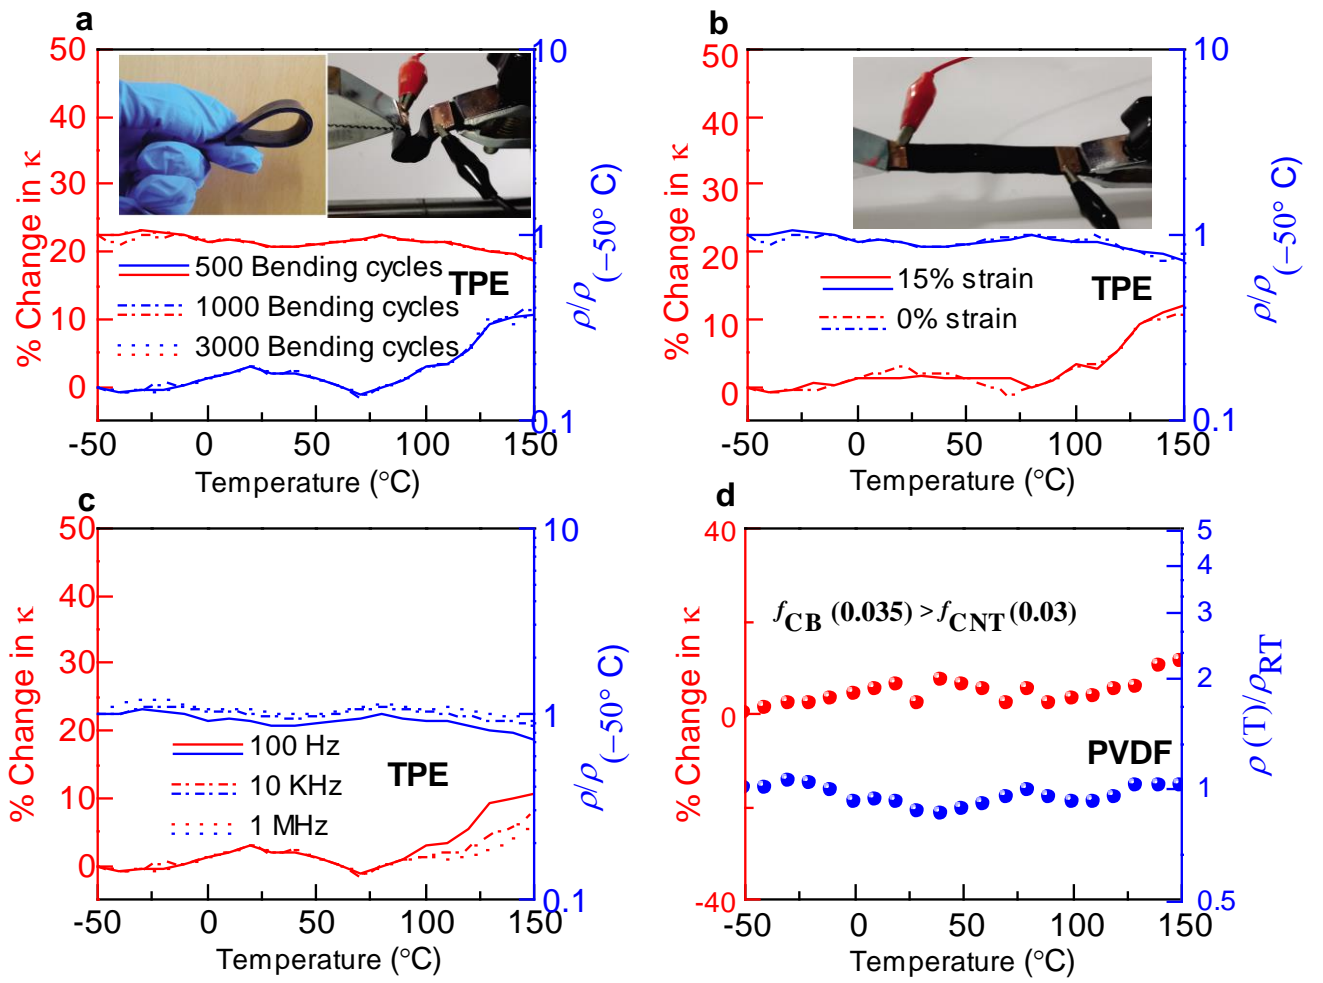 a
50
40
30
20
10
0
% Change in κ
10
1
0.1
ρ/ρ(−50° C)
500 Bending cycles
TPE
1000 Bending cycles
3000 Bending cycles
-50 0 50 100 150
Temperature (°C)
b
50
40
30
20
10
0
% Change in κ
10
1
0.1
ρ/ρ(−50° C)
15% strain
TPE
0% strain
-50 0 50 100 150
Temperature (°C)
c
50
40
30
20
10
0
% Change in κ
10
1
0.1
ρ/ρ(−50° C)
100 Hz
TPE
10 KHz
1 MHz
-50 0 50 100 150
Temperature (°C)
d
40
0
-40
% Change in κ
5
4
3
2
1
0.5
ρ (T)/ρRT
fCB (0.035) > fCNT (0.03)
PVDF
-50 0 50 100 150
Temperature (°C)